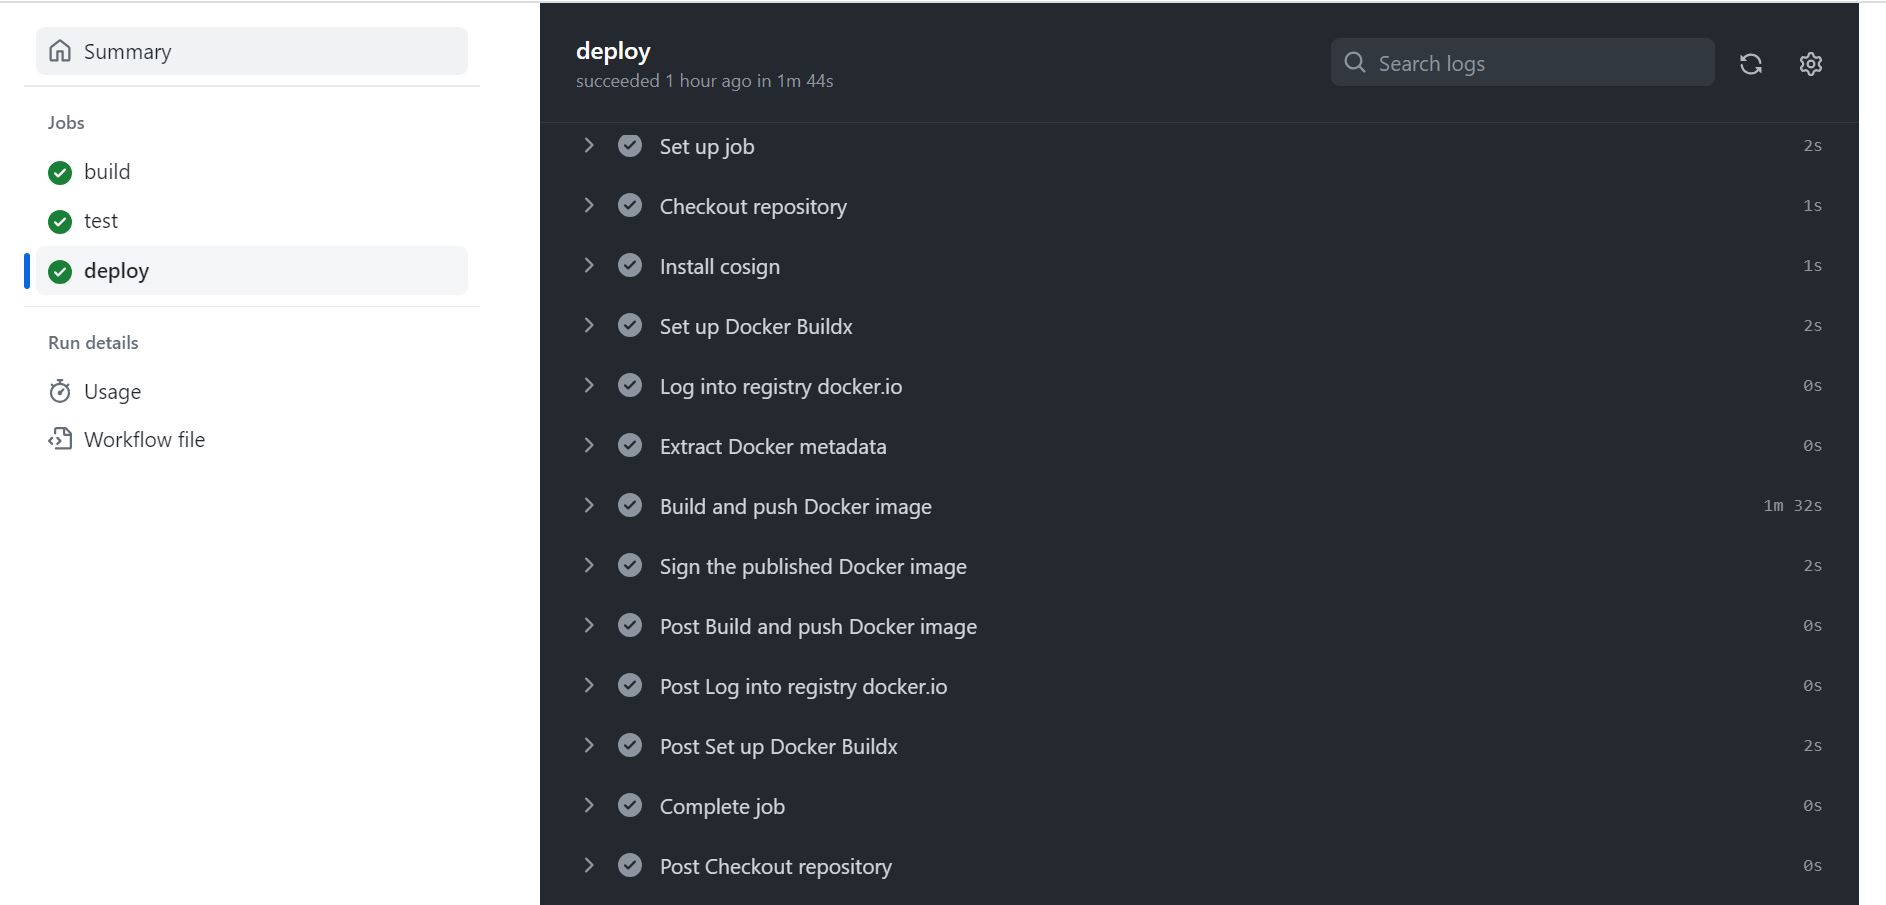 Summary
Jobs
build
test
deploy
Run details
Usage
Workflow file
deploy
succeeded 1 hour ago in 1m 44s
Search logs
Set up job 2s
Checkout repository 1s
Install cosign 1s
Set up Docker Buildx 2s
Log into registry docker.io 0s
Extract Docker metadata 0s
Build and push Docker image 1m 32s
Sign the published Docker image 2s
Post Build and push Docker image 0s
Post Log into registry docker.io 0s
Post Set up Docker Buildx 2s
Complete job 0s
Post Checkout repository 0s